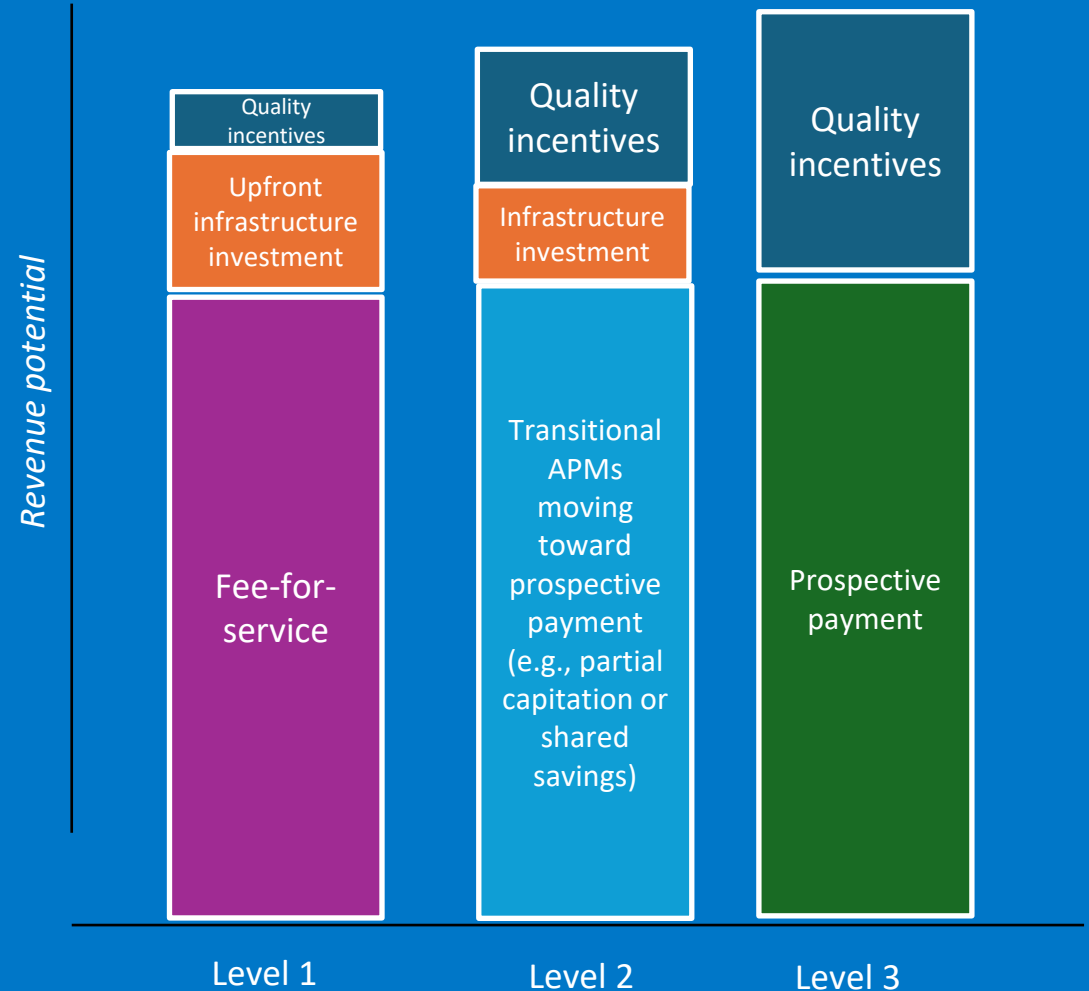 Revenue potential
Quality
incentives
Upfront
infrastructure
investment
Fee-for-
service
Level 1
Quality
incentives
Infrastructure
investment
Transitional
APMs
moving
toward
prospective
payment
(e.g., partial
capitation or
shared
savings)
Level 2
Quality
incentives
Prospective
payment
Level 3